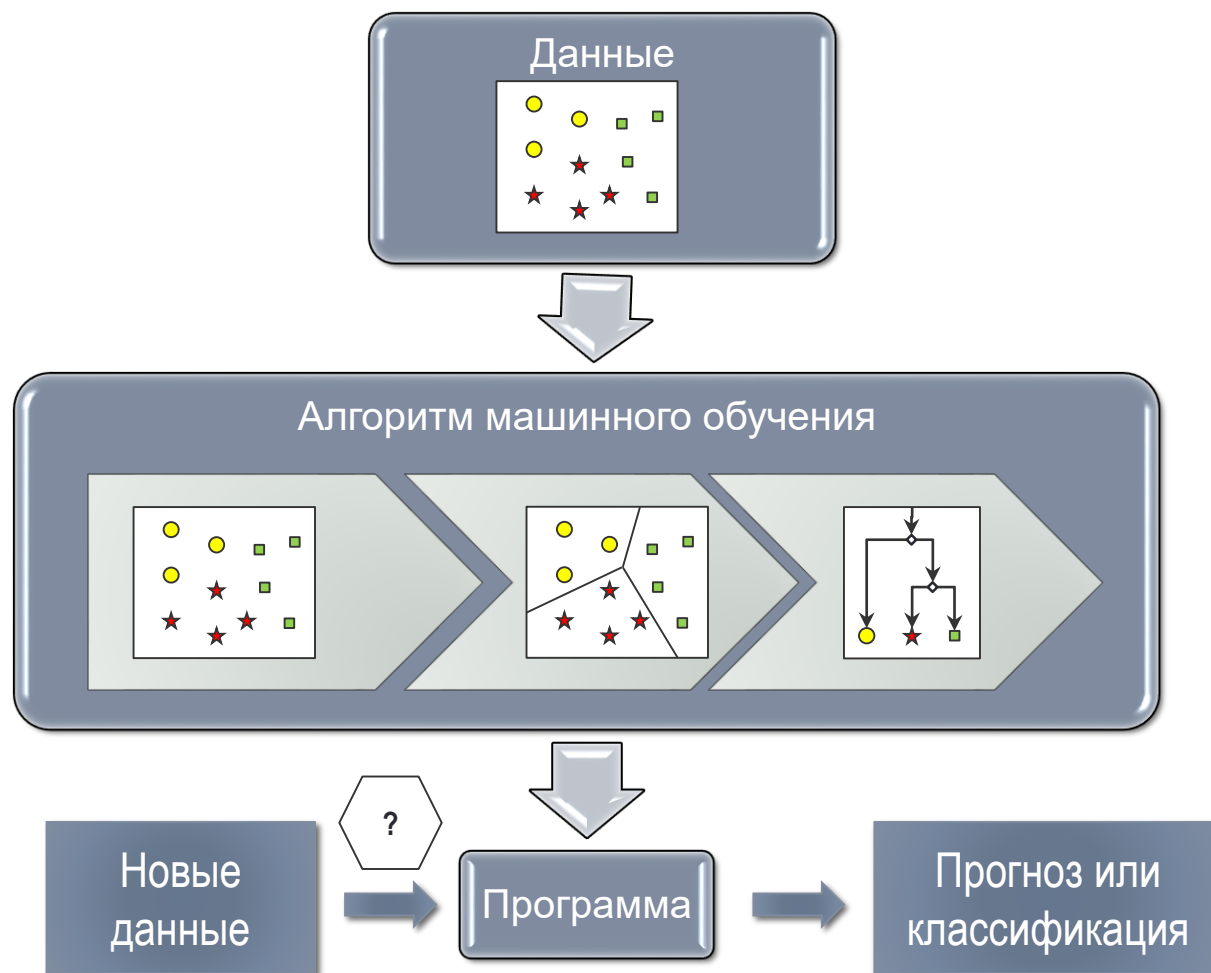 Данные
Алгоритм машинного обучения
?
Новые
данные
Программа
Прогноз или
классификация